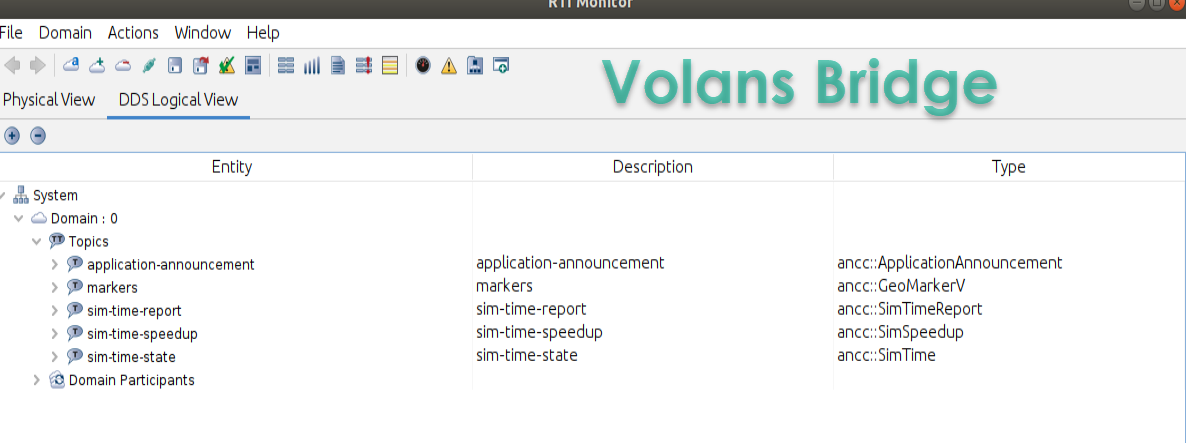 RTI Monitor
File Domain Actions Window Help
Volans Bridge
Physical View DDS Logical View
Entity Description Type
System
Domain : 0
Topics
application-announcement application-announcement ancc::ApplicationAnnouncement
markers markers ancc::GeoMarkerV
sim-time-report sim-time-report ancc::SimTimeReport
sim-time-speedup sim-time-speedup ancc::SimSpeedup
sim-time-state sim-time-state ancc::SimTime
Domain Participants